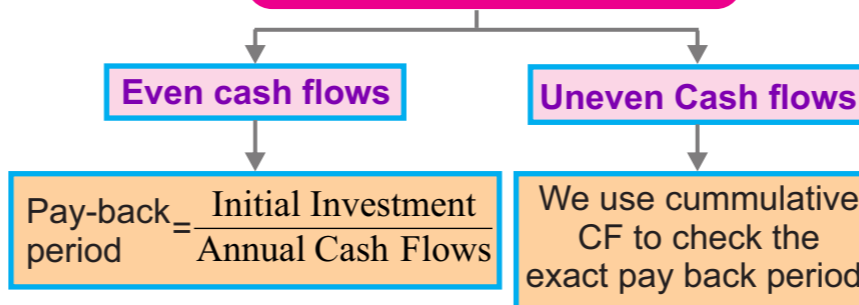 Even cash flows
Uneven Cash flows
Pay-back period = Initial Investment / Annual Cash Flows
We use cummulative
CF to check the
exact pay back period